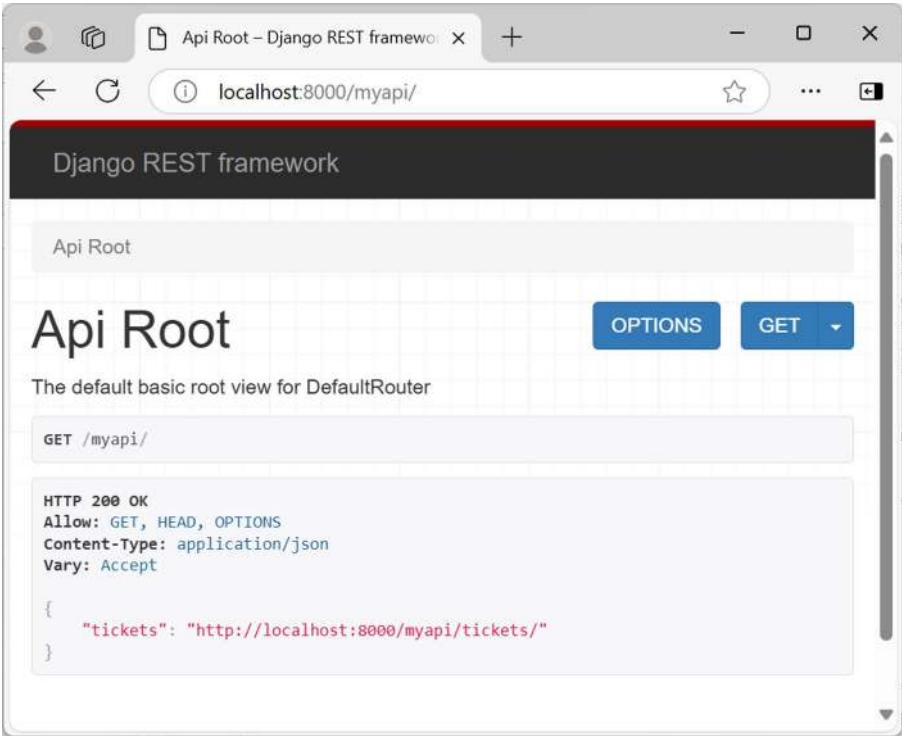 Api Root – Django REST framewo
localhost:8000/myapi/
Django REST framework
Api Root
Api Root
OPTIONS
GET
The default basic root view for DefaultRouter
GET /myapi/
HTTP 200 OK
Allow: GET, HEAD, OPTIONS
Content-Type: application/json
Vary: Accept
{
"tickets": "http://localhost:8000/myapi/tickets/"
}